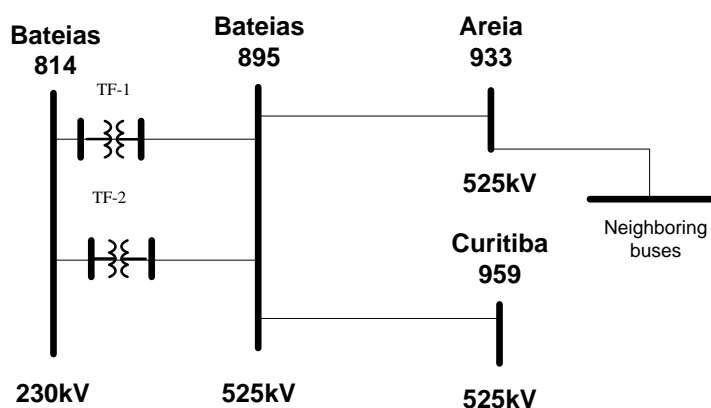 Bateias
814
Bateias
895
Areia
933
TF-1
TF-2
525kV
Neighboring
buses
Curitiba
959
230kV
525kV
525kV